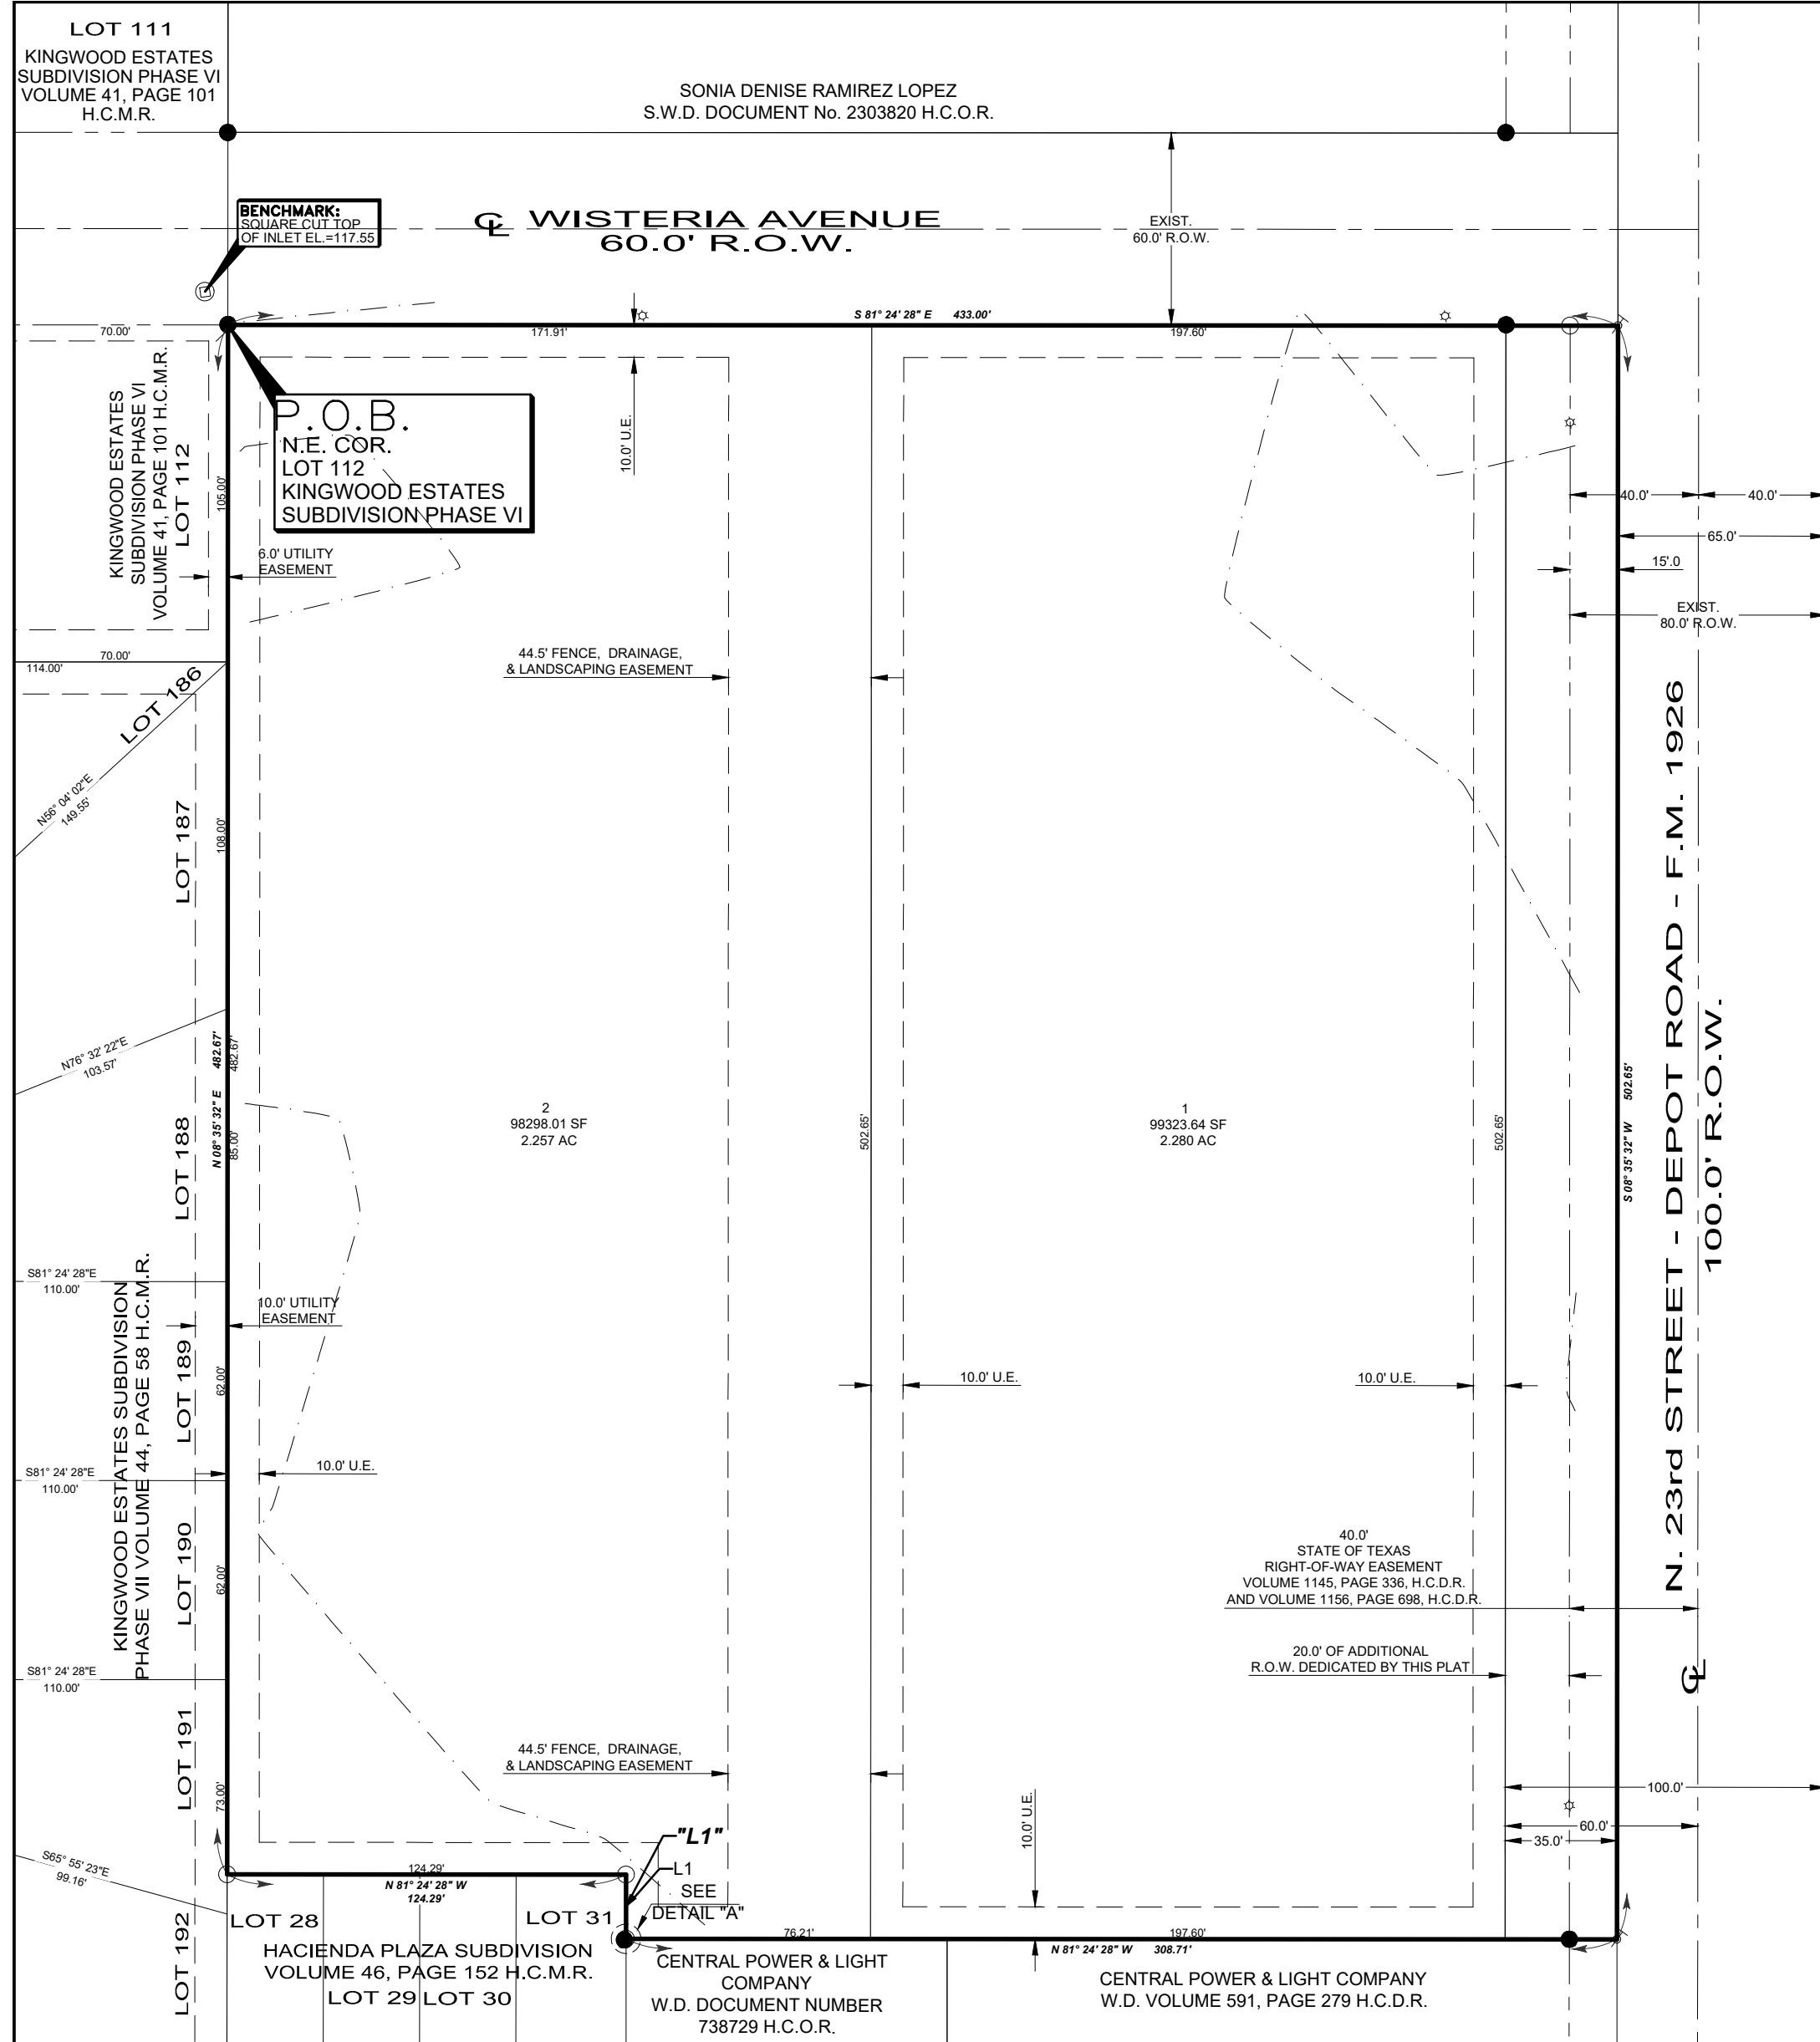 LOT 111
KINGWOOD ESTATES
SUBDIVISION PHASE VI
VOLUME 41, PAGE 101
H.C.M.R.
SONIA DENISE RAMIREZ LOPEZ
S.W.D. DOCUMENT No. 2303820 H.C.O.R.
BENCHMARK:
SQUARE CUT TOP
OF INLET EL.=117.55
℄ WISTERIA AVENUE
60.0' R.O.W.
EXIST.
60.0' R.O.W.
70.00'
171.91'
S 81° 24' 28" E 433.00'
197.60'
P.O.B.
N.E. COR.
LOT 112
KINGWOOD ESTATES
SUBDIVISION PHASE VI
10.0' U.E.
KINGWOOD ESTATES
SUBDIVISION PHASE VI
VOLUME 41, PAGE 101 H.C.M.R.
LOT 112
105.00'
6.0' UTILITY
EASEMENT
40.0'
40.0'
65.0'
15'.0
EXIST.
80.0' R.O.W.
70.00'
114.00'
LOT 186
44.5' FENCE, DRAINAGE,
& LANDSCAPING EASEMENT
N56° 04' 02"E
149.55'
LOT 187
108.00'
N76° 32' 22"E
103.57'
N 08° 35' 32" E 482.67'
482.67'
85.00'
LOT 188
2
98298.01 SF
2.257 AC
502.65'
1
99323.64 SF
2.280 AC
502.65'
S 08° 35' 32" W 502.65'
N. 23rd STREET - DEPOT ROAD - F.M. 1926
100.0' R.O.W.
℄
S81° 24' 28"E
110.00'
KINGWOOD ESTATES SUBDIVISION
PHASE VII VOLUME 44, PAGE 58 H.C.M.R.
10.0' UTILITY
EASEMENT
LOT 189
62.00'
10.0' U.E.
10.0' U.E.
S81° 24' 28"E
110.00'
10.0' U.E.
LOT 190
62.00'
40.0'
STATE OF TEXAS
RIGHT-OF-WAY EASEMENT
VOLUME 1145, PAGE 336, H.C.D.R.
AND VOLUME 1156, PAGE 698, H.C.D.R.
20.0' OF ADDITIONAL
R.O.W. DEDICATED BY THIS PLAT
S81° 24' 28"E
110.00'
LOT 191
73.00'
44.5' FENCE, DRAINAGE,
& LANDSCAPING EASEMENT
10.0' U.E.
100.0'
60.0'
35.0'
"L1"
L1
SEE
DETAIL "A"
S65° 55' 23"E
99.16'
124.29'
N 81° 24' 28" W
124.29'
LOT 192
LOT 28
LOT 31
HACIENDA PLAZA SUBDIVISION
VOLUME 46, PAGE 152 H.C.M.R.
LOT 29 LOT 30
76.21'
197.60'
N 81° 24' 28" W 308.71'
CENTRAL POWER & LIGHT
COMPANY
W.D. DOCUMENT NUMBER
738729 H.C.O.R.
CENTRAL POWER & LIGHT COMPANY
W.D. VOLUME 591, PAGE 279 H.C.D.R.